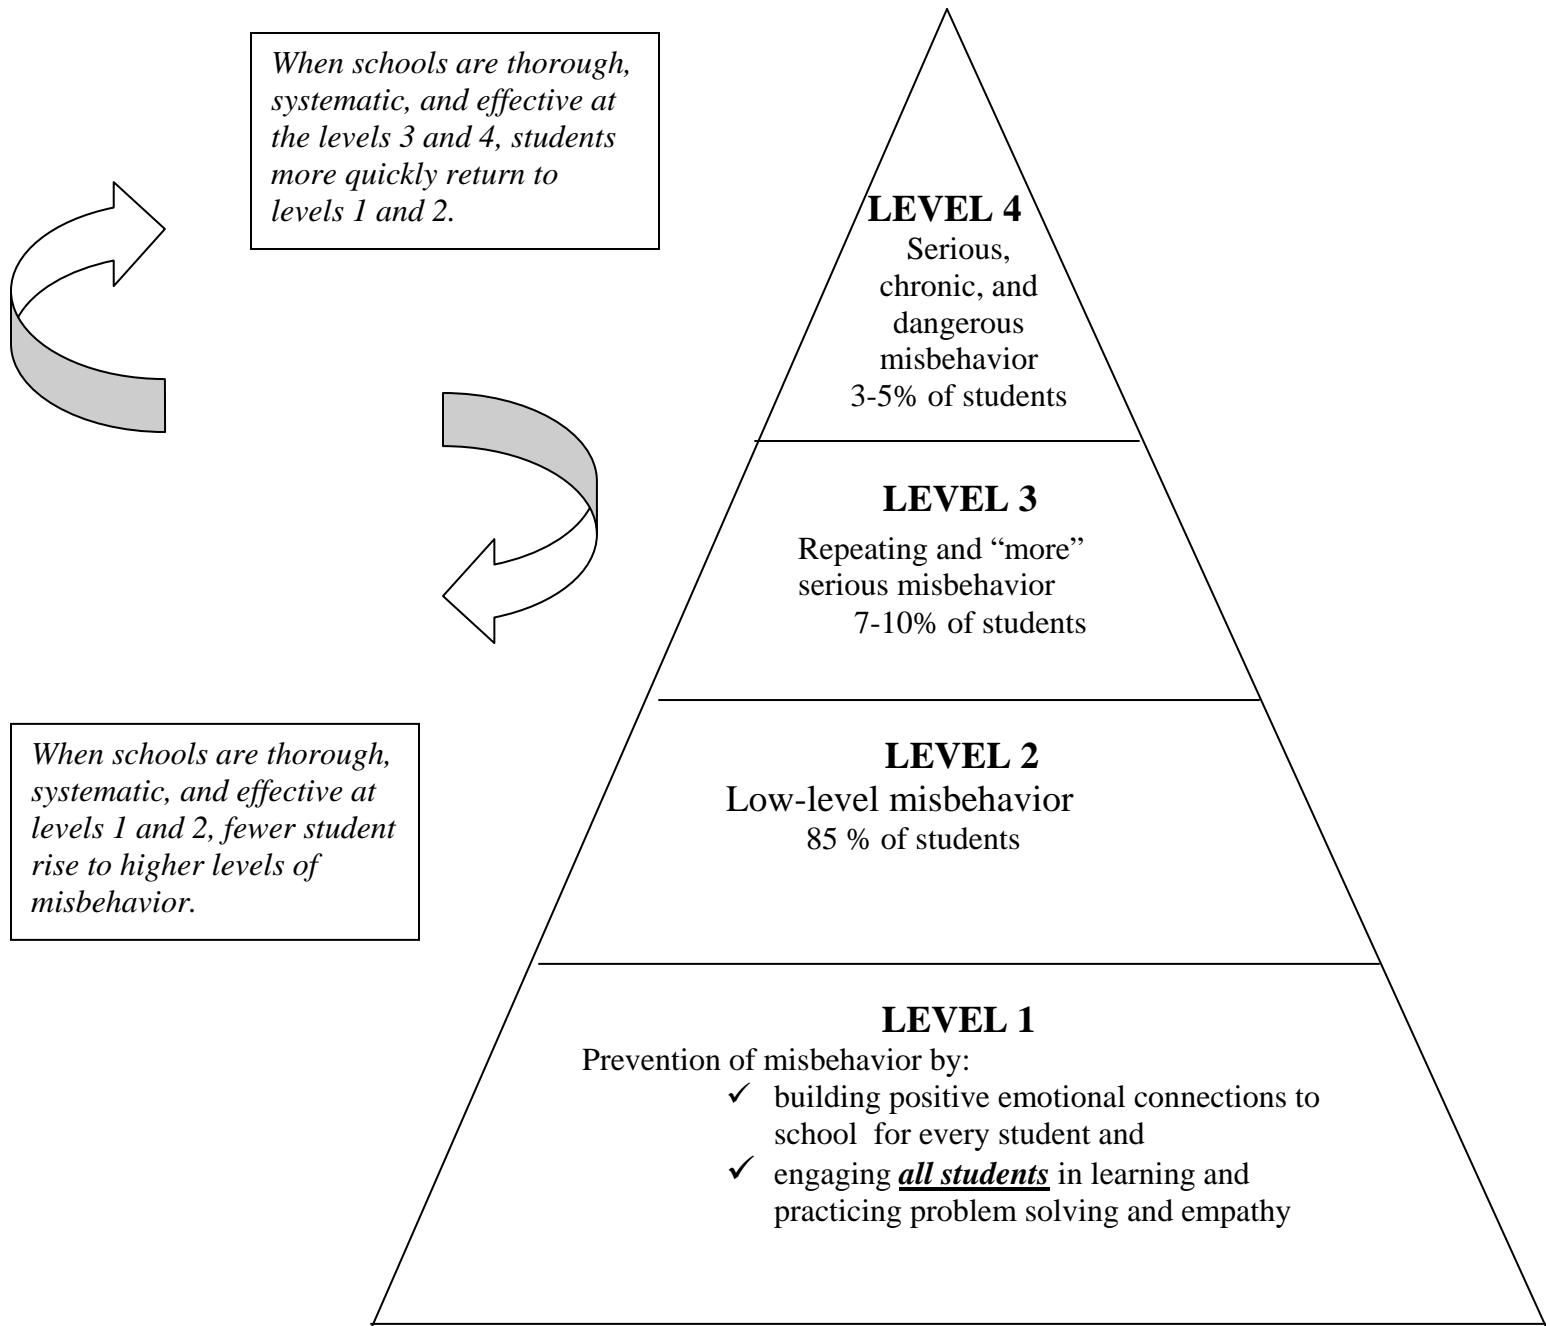 When schools are thorough,
systematic, and effective at
the levels 3 and 4, students
more quickly return to
levels 1 and 2.
LEVEL 4
Serious,
chronic, and
dangerous
misbehavior
3-5% of students
LEVEL 3
Repeating and “more”
serious misbehavior
7-10% of students
When schools are thorough,
systematic, and effective at
levels 1 and 2, fewer student
rise to higher levels of
misbehavior.
LEVEL 2
Low-level misbehavior
85 % of students
LEVEL 1
Prevention of misbehavior by:
✓ building positive emotional connections to
school for every student and
✓ engaging all students in learning and
practicing problem solving and empathy